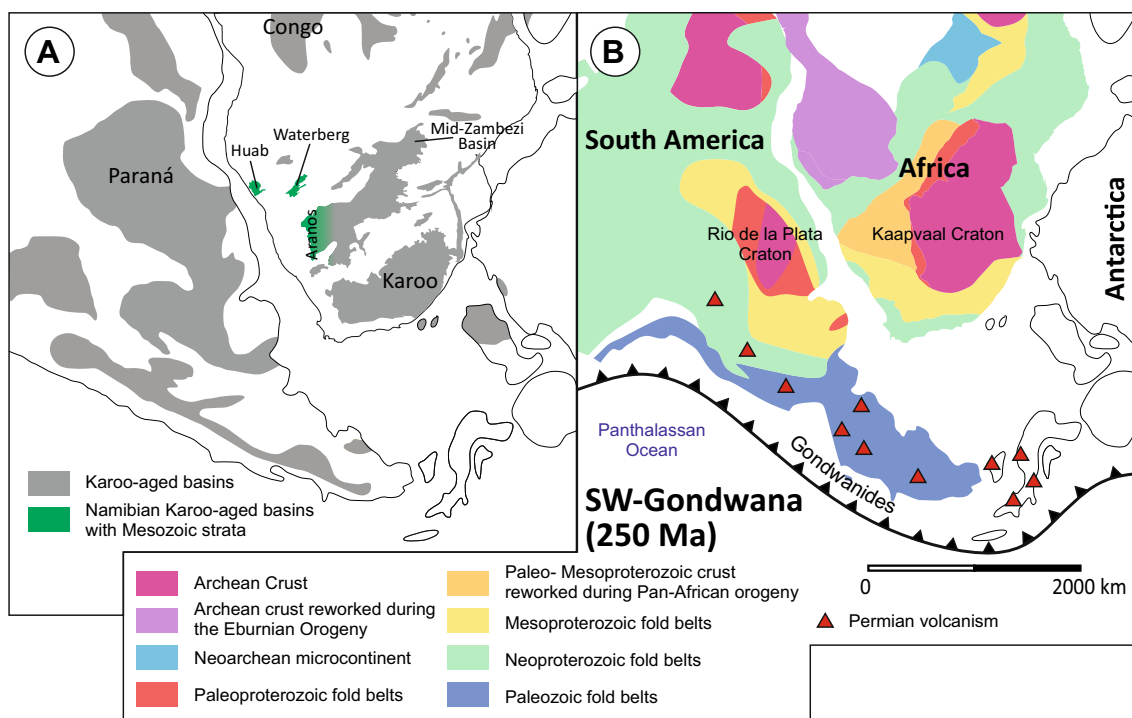 A
Congo
Waterberg
Mid-Zambezi
Basin
Huab
Paraná
Aranos
Karoo
Karoo-aged basins
Namibian Karoo-aged basins
with Mesozoic strata
B
South America
Africa
Antarctica
Rio de la Plata
Craton
Kaapvaal Craton
Panthalassan
Ocean
Gondwanides
SW-Gondwana
(250 Ma)
0
2000 km
Permian volcanism
Archean Crust
Archean crust reworked during
the Eburnian Orogeny
Neoarchean microcontinent
Paleoproterozoic fold belts
Paleo- Mesoproterozoic crust
reworked during Pan-African orogeny
Mesoproterozoic fold belts
Neoproterozoic fold belts
Paleozoic fold belts